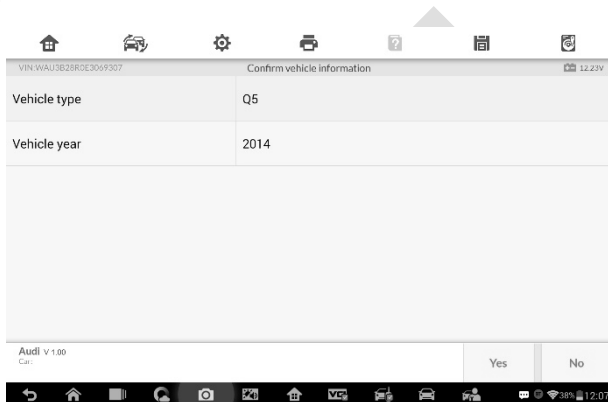 VIN:WAU3B28R0E3069307 Confirm vehicle information 12.23V
Vehicle type Q5
Vehicle year 2014
Audi V 1.00
Car:
Yes No
38% 12:07